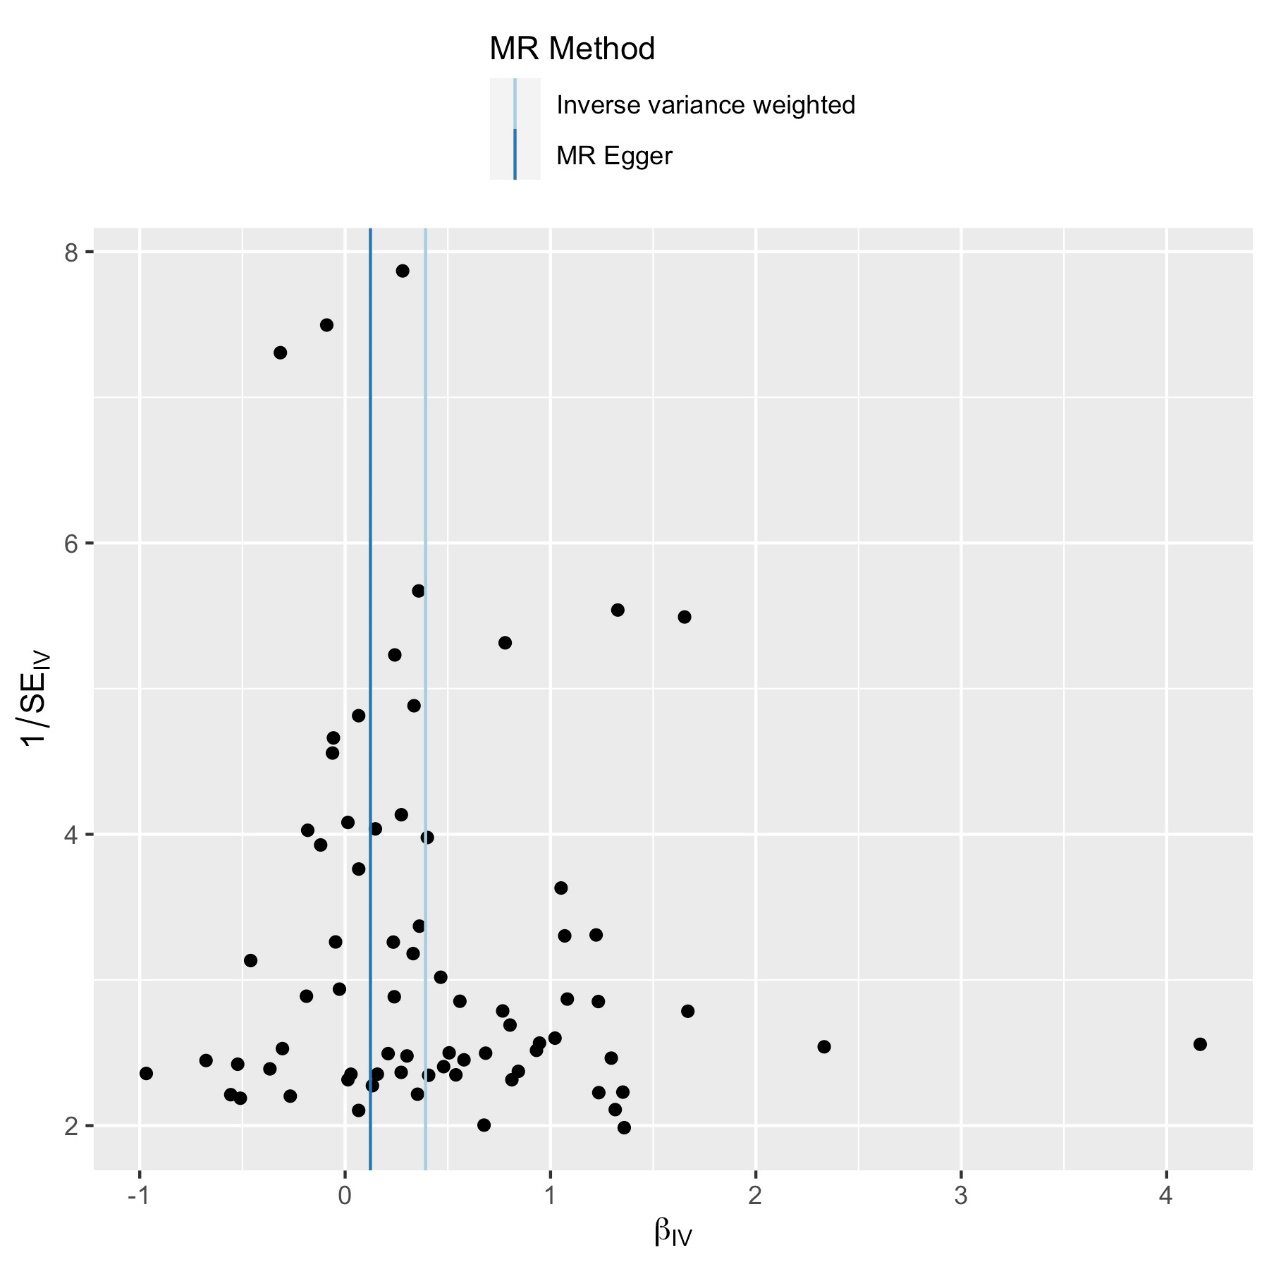 MR Method
Inverse variance weighted
MR Egger
8
6
4
2
1/SE_IV
-1 0 1 2 3 4
β_IV